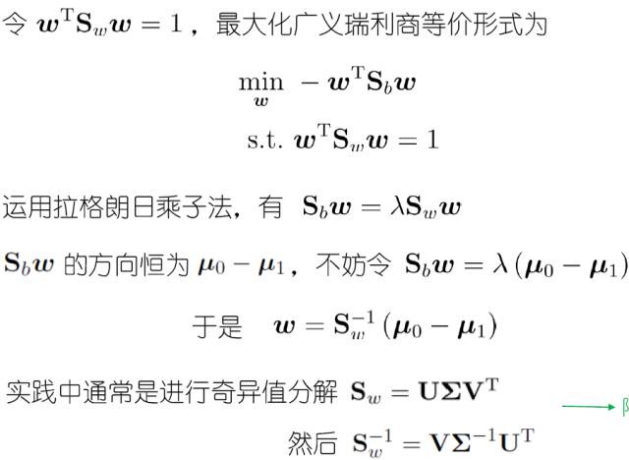 令 $\boldsymbol{w}^{\mathrm{T}}\mathbf{S}_w\boldsymbol{w} = 1$ ，最大化广义瑞利商等价形式为
$\min_{\boldsymbol{w}} \; -\boldsymbol{w}^{\mathrm{T}}\mathbf{S}_b\boldsymbol{w}$
$\text{s.t. } \boldsymbol{w}^{\mathrm{T}}\mathbf{S}_w\boldsymbol{w} = 1$
运用拉格朗日乘子法，有 $\mathbf{S}_b\boldsymbol{w} = \lambda\mathbf{S}_w\boldsymbol{w}$
$\mathbf{S}_b\boldsymbol{w}$ 的方向恒为 $\boldsymbol{\mu}_0 - \boldsymbol{\mu}_1$，不妨令 $\mathbf{S}_b\boldsymbol{w} = \lambda(\boldsymbol{\mu}_0 - \boldsymbol{\mu}_1)$
于是 $\boldsymbol{w} = \mathbf{S}_w^{-1}(\boldsymbol{\mu}_0 - \boldsymbol{\mu}_1)$
实践中通常是进行奇异值分解 $\mathbf{S}_w = \mathbf{U}\boldsymbol{\Sigma}\mathbf{V}^{\mathrm{T}}$
然后 $\mathbf{S}_w^{-1} = \mathbf{V}\boldsymbol{\Sigma}^{-1}\mathbf{U}^{\mathrm{T}}$